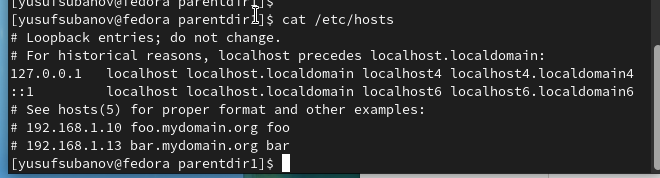 [yusufsubanov@fedora parentdir1]$
[yusufsubanov@fedora parentdir1]$ cat /etc/hosts
# Loopback entries; do not change.
# For historical reasons, localhost precedes localhost.localdomain:
127.0.0.1   localhost localhost.localdomain localhost4 localhost4.localdomain4
::1         localhost localhost.localdomain localhost6 localhost6.localdomain6
# See hosts(5) for proper format and other examples:
# 192.168.1.10 foo.mydomain.org foo
# 192.168.1.13 bar.mydomain.org bar
[yusufsubanov@fedora parentdir1]$